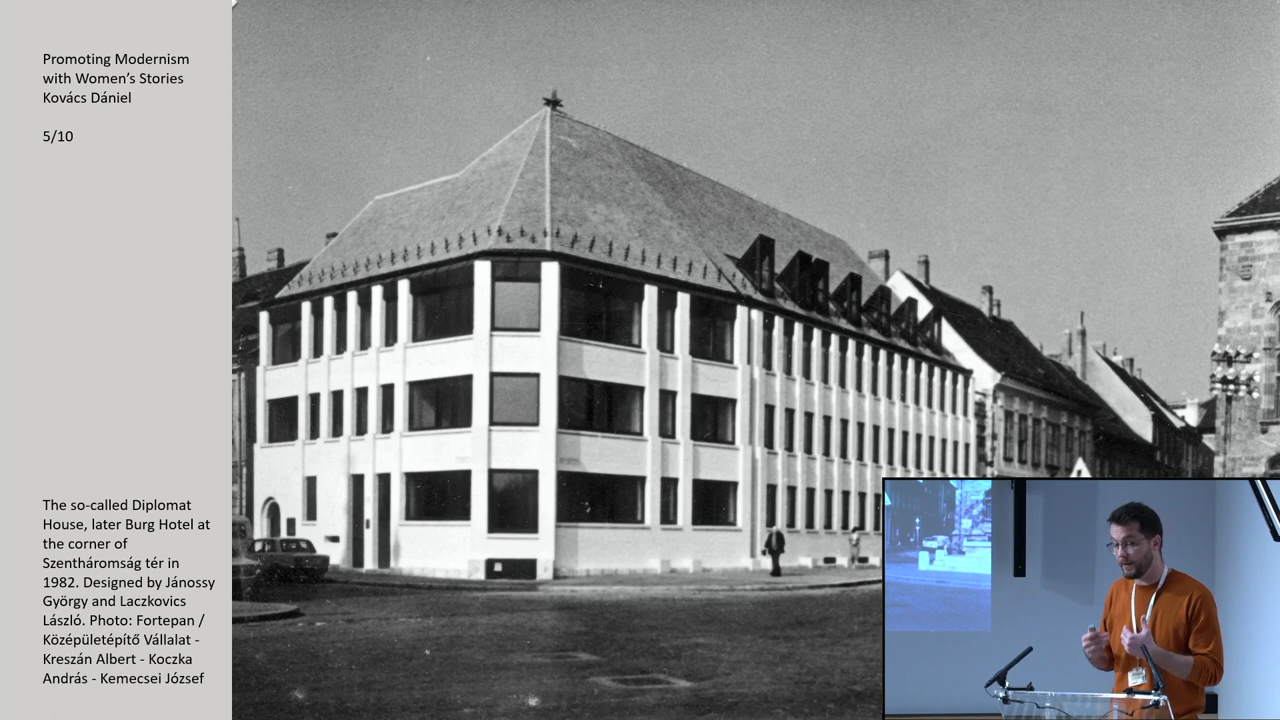 Promoting Modernism
with Women's Stories
Kovács Dániel
5/10
The so-called Diplomat
House, later Burg Hotel at
the corner of
Szentháromság tér in
1982. Designed by Jánossy
György and Laczkovics
László. Photo: Fortepan /
Középületépítő Vállalat -
Kreszán Albert - Koczka
András - Kemecsei József